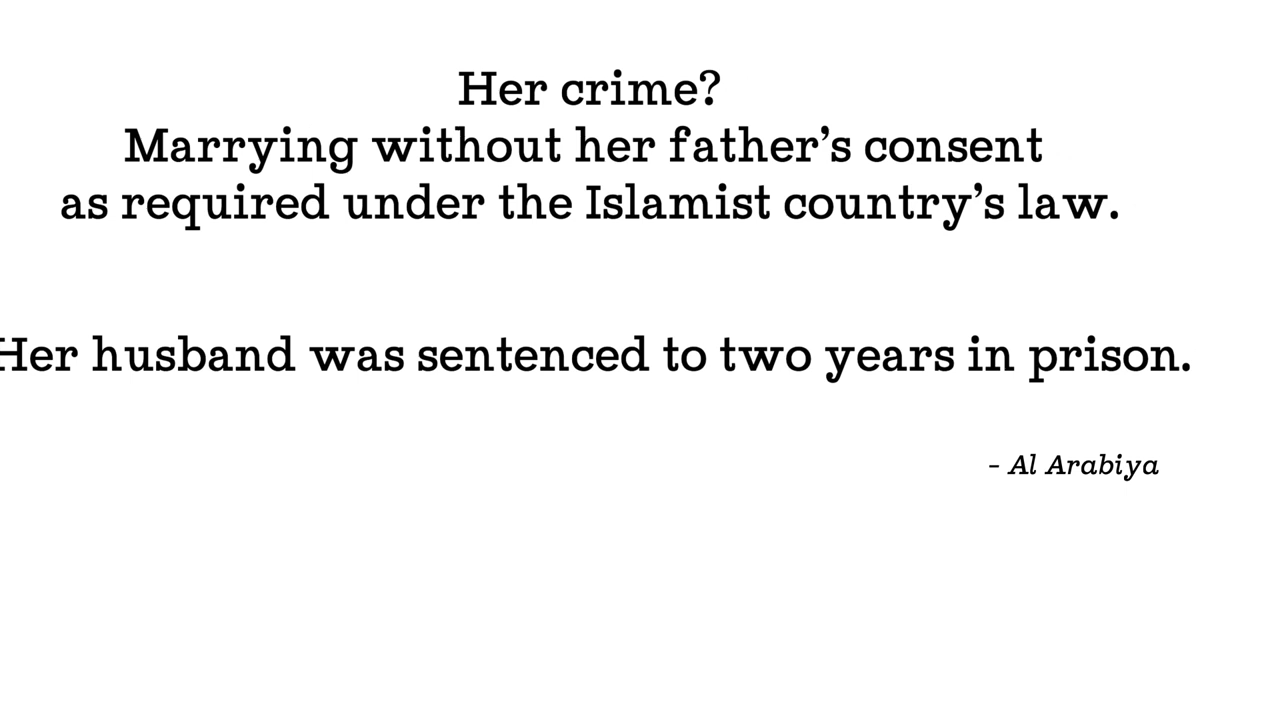 Her crime?
Marrying without her father’s consent
as required under the Islamist country’s law.
Her husband was sentenced to two years in prison.
- Al Arabiya